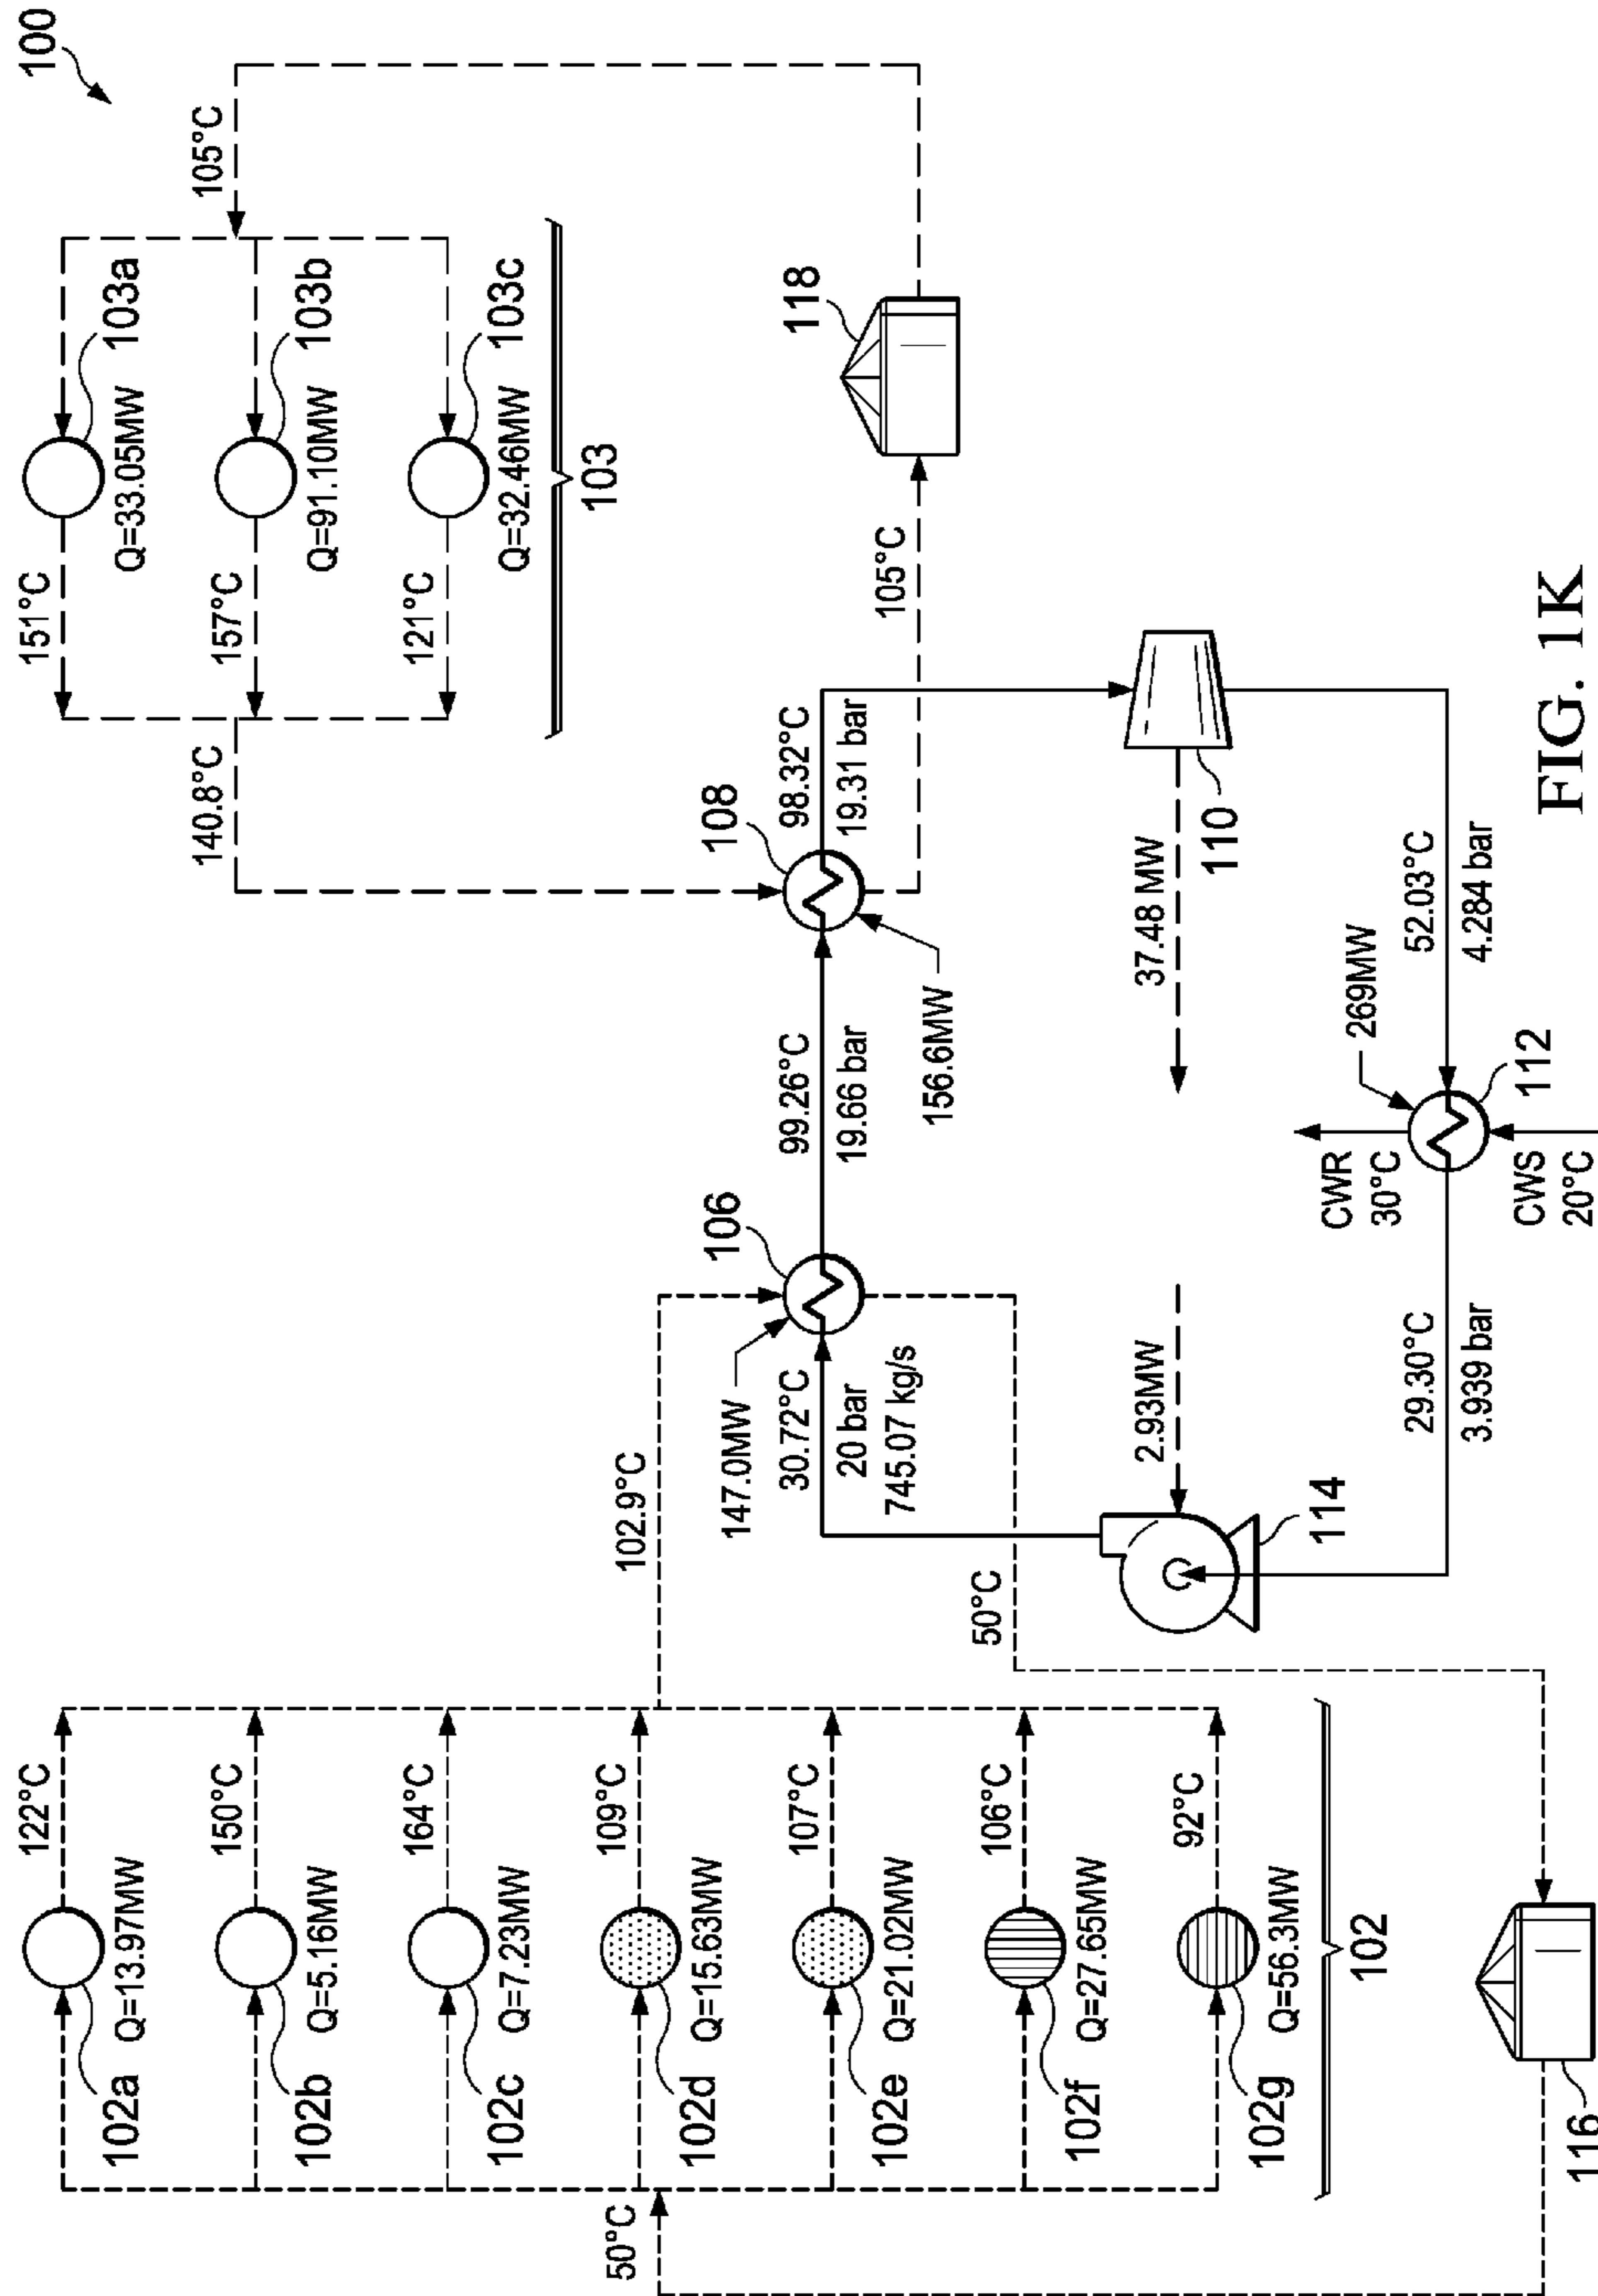 100
122°C
102a
Q=13.97MW
150°C
102b
Q=5.16MW
164°C
102c
Q=7.23MW
109°C
102d
Q=15.63MW
107°C
102e
Q=21.02MW
106°C
102f
Q=27.65MW
92°C
102g
Q=56.3MW
50°C
102
116
102.9°C
147.0MW
106
30.72°C
20 bar
745.07 kg/s
50°C
99.26°C
19.66 bar
140.8°C
108
156.6MW
98.32°C
19.31 bar
105°C
118
151°C
103a
Q=33.05MW
157°C
103b
Q=91.10MW
121°C
103c
Q=32.46MW
103
105°C
2.93MW
114
37.48 MW
110
29.30°C
3.939 bar
CWR
30°C
CWS
20°C
269MW
112
52.03°C
4.284 bar
FIG. 1K